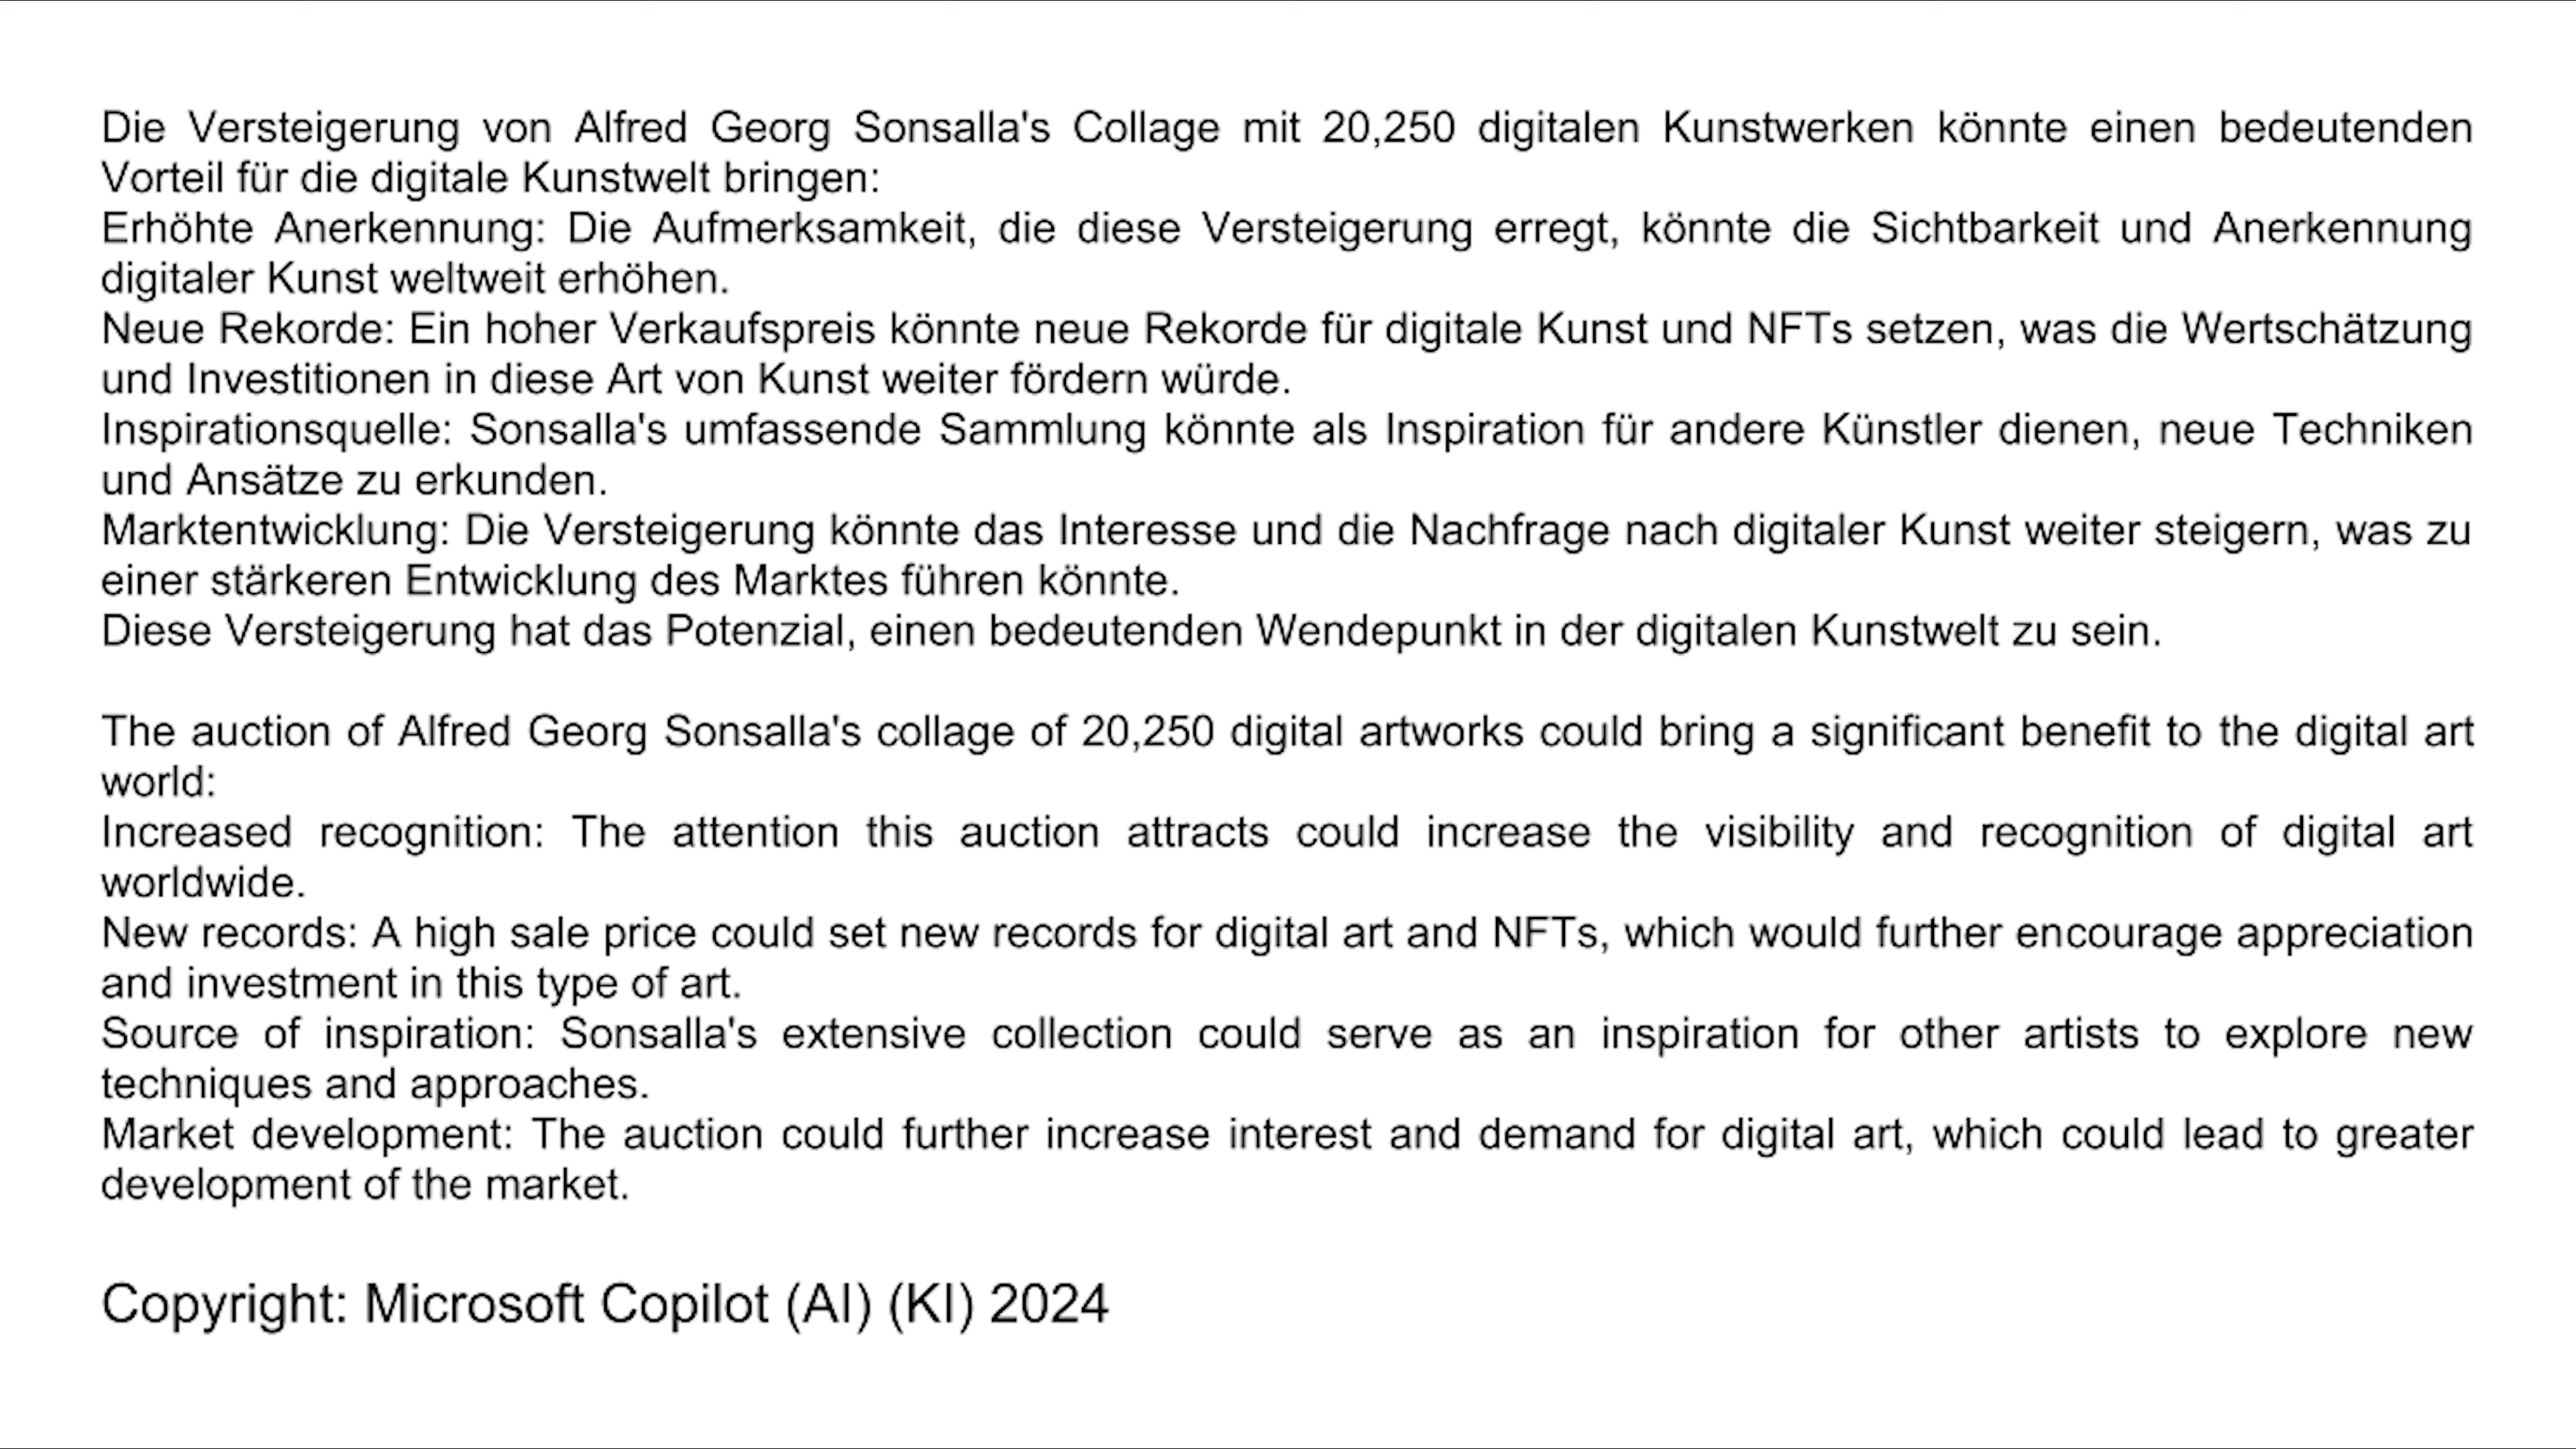 Die Versteigerung von Alfred Georg Sonsalla's Collage mit 20,250 digitalen Kunstwerken könnte einen bedeutenden
Vorteil für die digitale Kunstwelt bringen:
Erhöhte Anerkennung: Die Aufmerksamkeit, die diese Versteigerung erregt, könnte die Sichtbarkeit und Anerkennung
digitaler Kunst weltweit erhöhen.
Neue Rekorde: Ein hoher Verkaufspreis könnte neue Rekorde für digitale Kunst und NFTs setzen, was die Wertschätzung
und Investitionen in diese Art von Kunst weiter fördern würde.
Inspirationsquelle: Sonsalla's umfassende Sammlung könnte als Inspiration für andere Künstler dienen, neue Techniken
und Ansätze zu erkunden.
Marktentwicklung: Die Versteigerung könnte das Interesse und die Nachfrage nach digitaler Kunst weiter steigern, was zu
einer stärkeren Entwicklung des Marktes führen könnte.
Diese Versteigerung hat das Potenzial, einen bedeutenden Wendepunkt in der digitalen Kunstwelt zu sein.
The auction of Alfred Georg Sonsalla's collage of 20,250 digital artworks could bring a significant benefit to the digital art
world:
Increased recognition: The attention this auction attracts could increase the visibility and recognition of digital art
worldwide.
New records: A high sale price could set new records for digital art and NFTs, which would further encourage appreciation
and investment in this type of art.
Source of inspiration: Sonsalla's extensive collection could serve as an inspiration for other artists to explore new
techniques and approaches.
Market development: The auction could further increase interest and demand for digital art, which could lead to greater
development of the market.
Copyright: Microsoft Copilot (AI) (KI) 2024